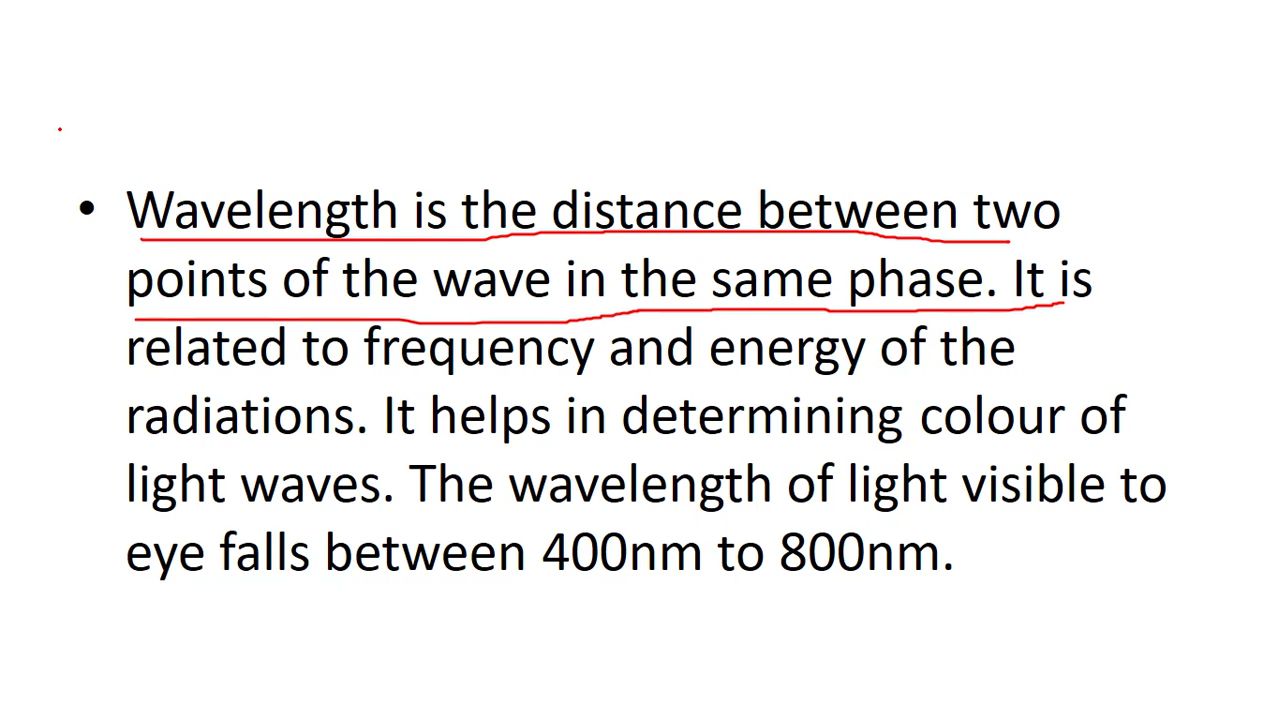 • Wavelength is the distance between two
points of the wave in the same phase. It is
related to frequency and energy of the
radiations. It helps in determining colour of
light waves. The wavelength of light visible to
eye falls between 400nm to 800nm.